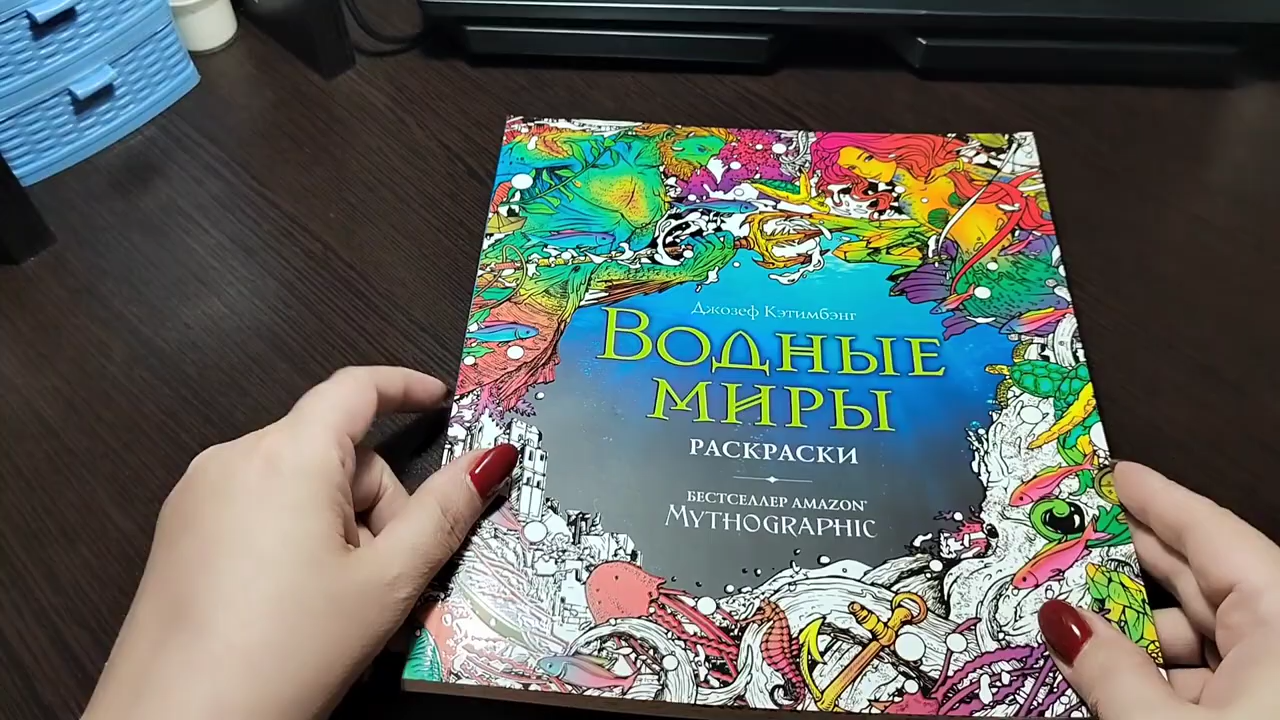 Джозеф Кэтимбэнг
Водные
миры
раскраски
бестселлер Amazon
Mythographic